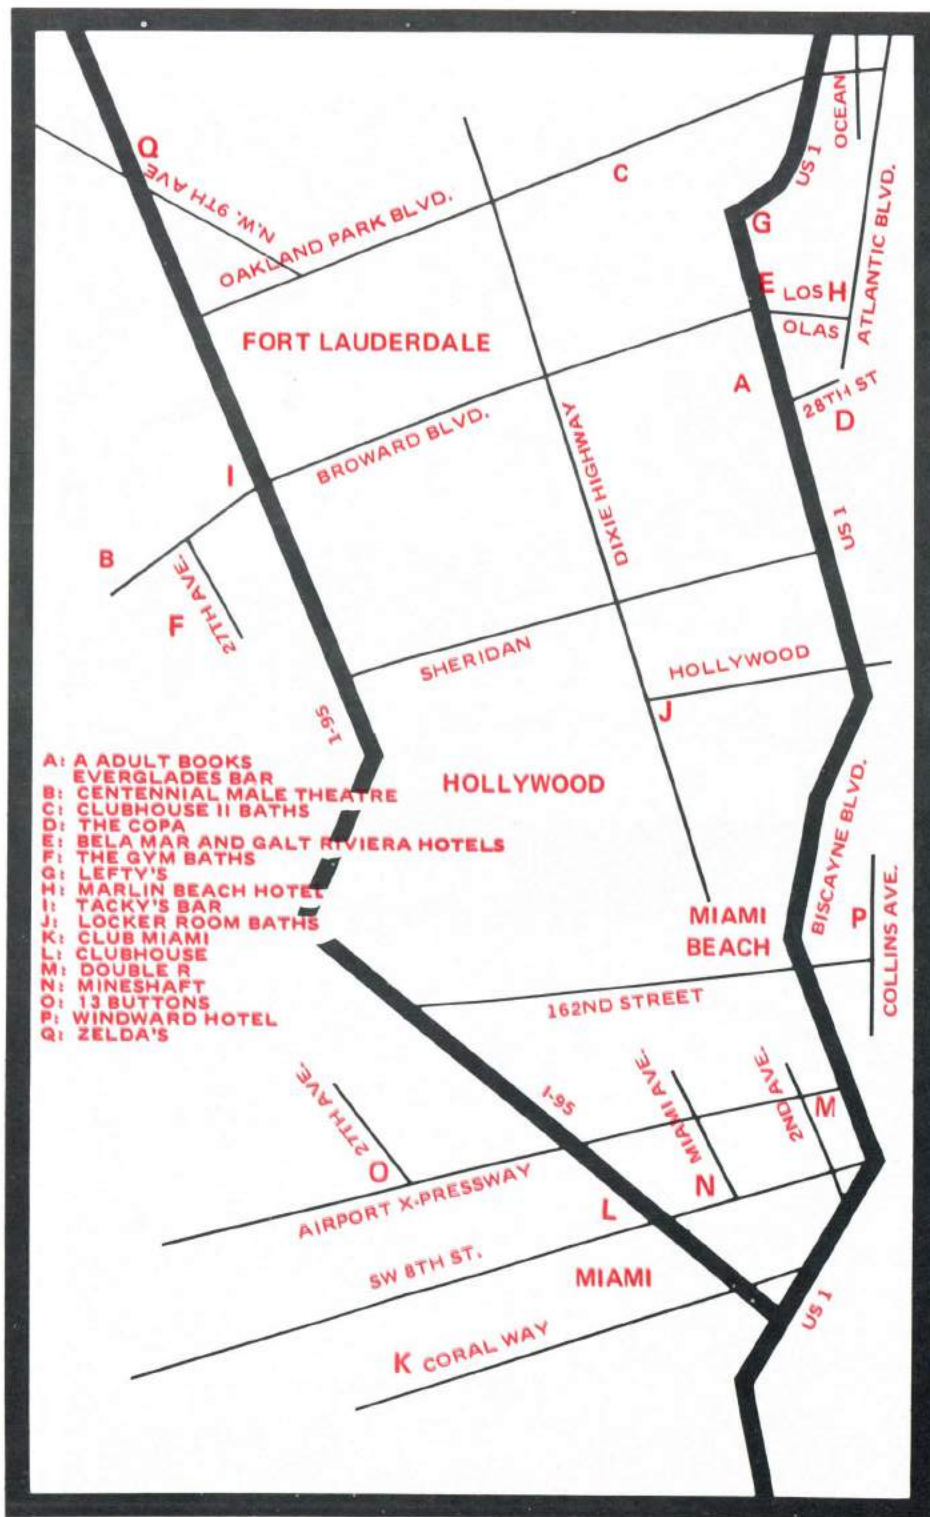 OCEAN
US 1
Q
N.W. 9TH AVE
C
OAKLAND PARK BLVD.
G
ATLANTIC BLVD.
E LOS H
OLAS
FORT LAUDERDALE
A
28TH ST
D
BROWARD BLVD.
DIXIE HIGHWAY
I
US 1
B
27TH AVE.
F
SHERIDAN
HOLLYWOOD
J
I-95
HOLLYWOOD
A: A ADULT BOOKS
EVERGLADES BAR
B: CENTENNIAL MALE THEATRE
C: CLUBHOUSE II BATHS
D: THE COPA
E: BELA MAR AND GALT RIVIERA HOTELS
F: THE GYM BATHS
G: LEFTY'S
H: MARLIN BEACH HOTEL
I: TACKY'S BAR
J: LOCKER ROOM BATHS
K: CLUB MIAMI
L: CLUBHOUSE
M: DOUBLE R
N: MINESHAFT
O: 13 BUTTONS
P: WINDWARD HOTEL
Q: ZELDA'S
BISCAYNE BLVD.
P
COLLINS AVE.
MIAMI
BEACH
162ND STREET
27TH AVE.
O
I-95
MIAMI AVE.
2ND AVE.
M
N
AIRPORT X-PRESSWAY
L
SW 8TH ST.
MIAMI
US 1
K CORAL WAY